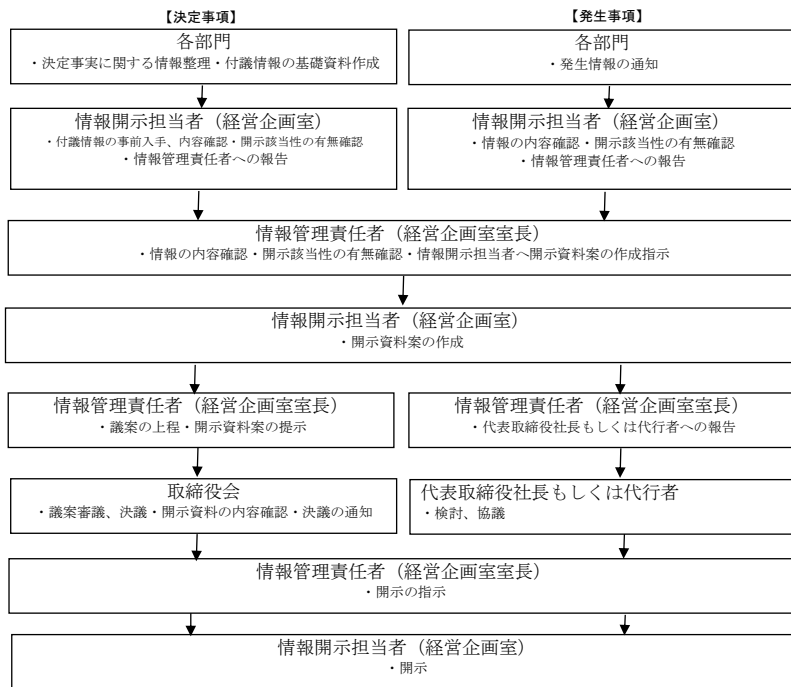 【決定事項】
【発生事項】
各部門
・決定事実に関する情報整理・付議情報の基礎資料作成
各部門
・発生情報の通知
情報開示担当者（経営企画室）
・付議情報の事前入手、内容確認・開示該当性の有無確認
・情報管理責任者への報告
情報開示担当者（経営企画室）
・情報の内容確認・開示該当性の有無確認
・情報管理責任者への報告
情報管理責任者（経営企画室室長）
・情報の内容確認・開示該当性の有無確認・情報開示担当者へ開示資料案の作成指示
情報開示担当者（経営企画室）
・開示資料案の作成
情報管理責任者（経営企画室室長）
・議案の上程・開示資料案の提示
情報管理責任者（経営企画室室長）
・代表取締役社長もしくは代行者への報告
取締役会
・議案審議、決議・開示資料の内容確認・決議の通知
代表取締役社長もしくは代行者
・検討、協議
情報管理責任者（経営企画室室長）
・開示の指示
情報開示担当者（経営企画室）
・開示